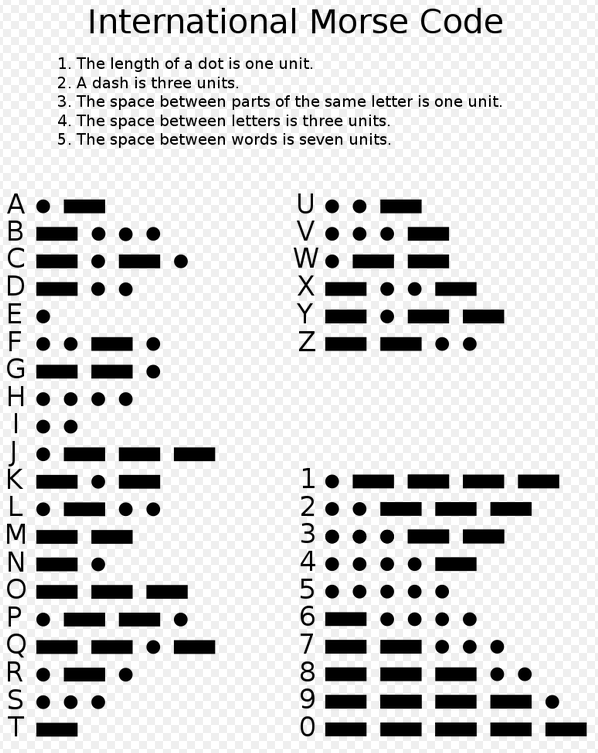 International Morse Code
1. The length of a dot is one unit.
2. A dash is three units.
3. The space between parts of the same letter is one unit.
4. The space between letters is three units.
5. The space between words is seven units.
A
B
C
D
E
F
G
H
I
J
K
L
M
N
O
P
Q
R
S
T
U
V
W
X
Y
Z
1
2
3
4
5
6
7
8
9
0